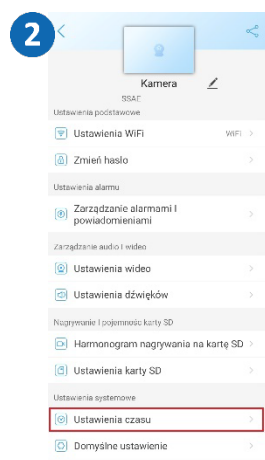 2
Kamera
SSAE
Ustawienia podstawowe
Ustawienia WiFi WiFi
Zmień hasło
Ustawienia alarmu
Zarządzanie alarmami I
powiadomieniami
Zarządzanie audio I wideo
Ustawienia wideo
Ustawienia dźwięków
Nagrywanie I pojemność karty SD
Harmonogram nagrywania na kartę SD
Ustawienia karty SD
Ustawienia systemowe
Ustawienia czasu
Domyślne ustawienie